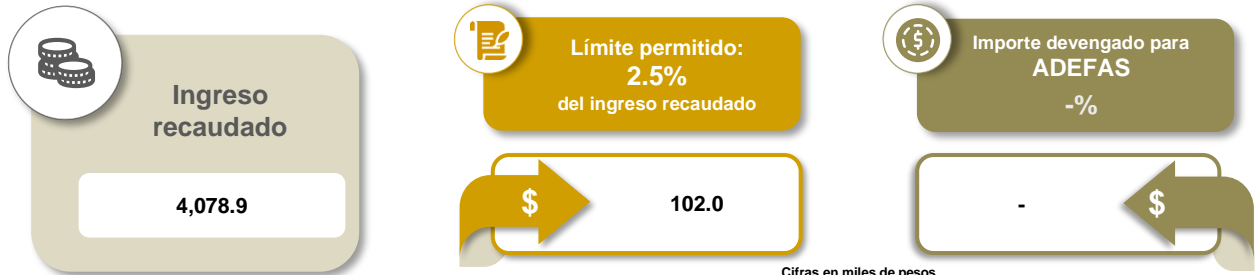 Ingreso
recaudado
4,078.9
Límite permitido:
2.5%
del ingreso recaudado
$
102.0
Importe devengado para
ADEFAS
-%
-
$
Cifras en miles de pesos